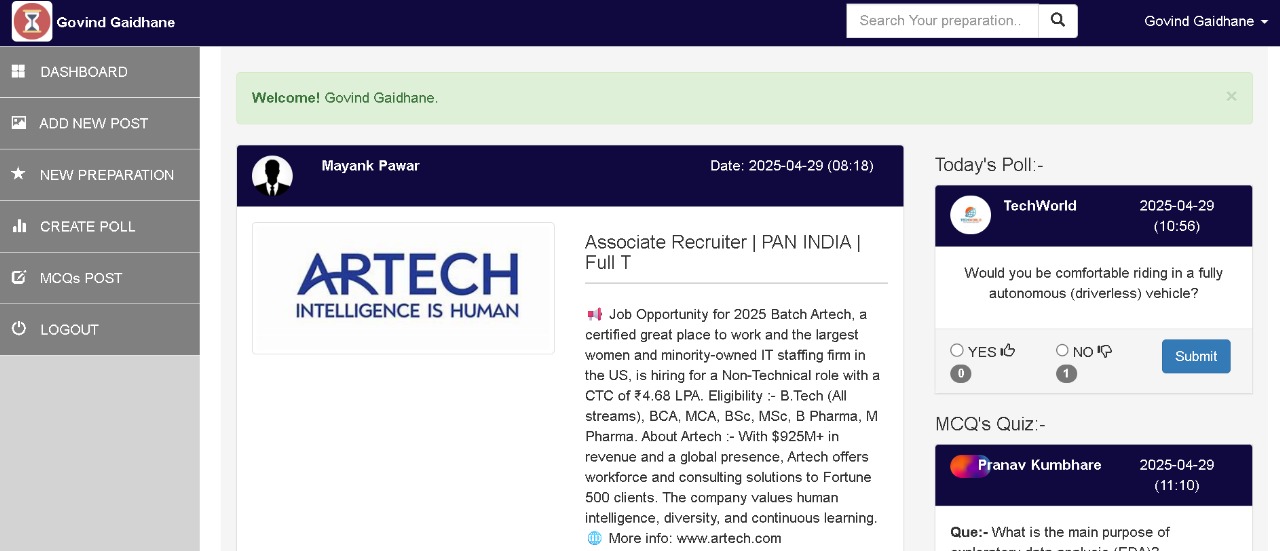 Govind Gaidhane
Search Your preparation..
Govind Gaidhane
DASHBOARD
ADD NEW POST
NEW PREPARATION
CREATE POLL
MCQs POST
LOGOUT
Welcome! Govind Gaidhane.
×
Mayank Pawar
Date: 2025-04-29 (08:18)
ARTECH
INTELLIGENCE IS HUMAN
Associate Recruiter | PAN INDIA |
Full T
Job Opportunity for 2025 Batch Artech, a
certified great place to work and the largest
women and minority-owned IT staffing firm in
the US, is hiring for a Non-Technical role with a
CTC of ₹4.68 LPA. Eligibility :- B.Tech (All
streams), BCA, MCA, BSc, MSc, B Pharma, M
Pharma. About Artech :- With $925M+ in
revenue and a global presence, Artech offers
workforce and consulting solutions to Fortune
500 clients. The company values human
intelligence, diversity, and continuous learning.
More info: www.artech.com
Today's Poll:-
TechWorld
2025-04-29
(10:56)
Would you be comfortable riding in a fully
autonomous (driverless) vehicle?
YES
NO
Submit
0
1
MCQ's Quiz:-
Pranav Kumbhare
2025-04-29
(11:10)
Que:- What is the main purpose of
exploratory data analysis (EDA)?